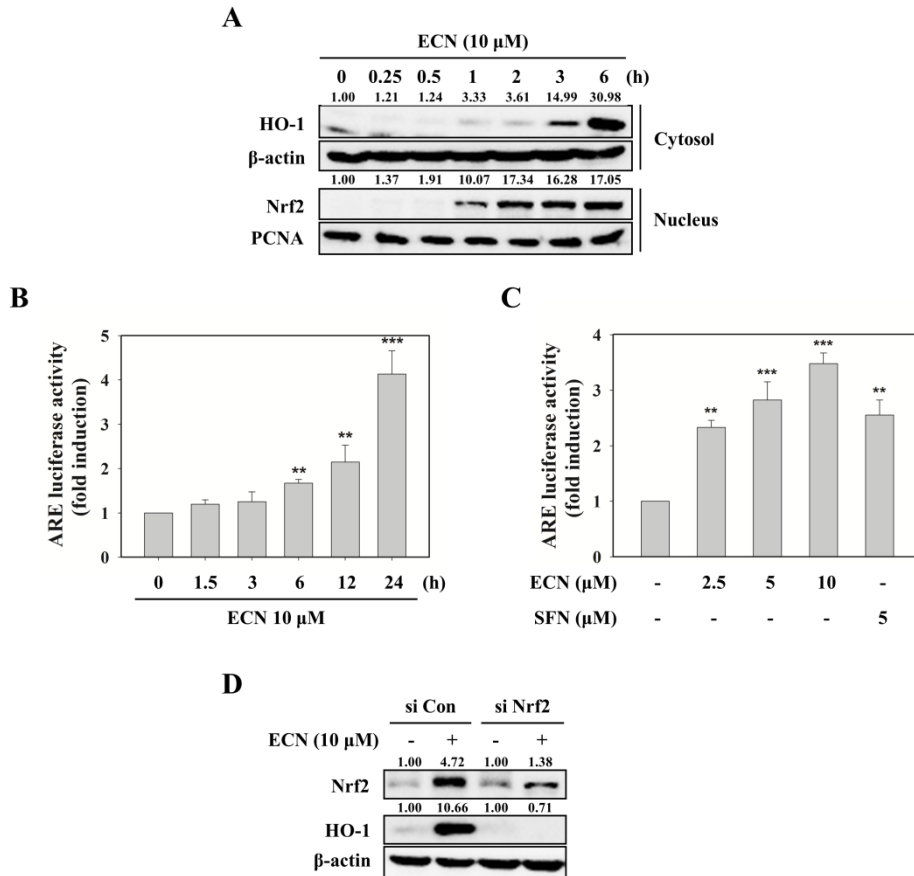 A
ECN (10 μM)
0 0.25 0.5 1 2 3 6 (h)
1.00 1.21 1.24 3.33 3.61 14.99 30.98
HO-1
Cytosol
β-actin
1.00 1.37 1.91 10.07 17.34 16.28 17.05
Nrf2
Nucleus
PCNA
B
ARE luciferase activity
(fold induction)
5
4
3
2
1
0
**
**
***
0 1.5 3 6 12 24 (h)
ECN 10 μM
C
ARE luciferase activity
(fold induction)
4
3
2
1
0
**
***
***
**
ECN (μM) - 2.5 5 10 -
SFN (μM) - - - - 5
D
si Con si Nrf2
ECN (10 μM) - + - +
1.00 4.72 1.00 1.38
Nrf2
1.00 10.66 1.00 0.71
HO-1
β-actin